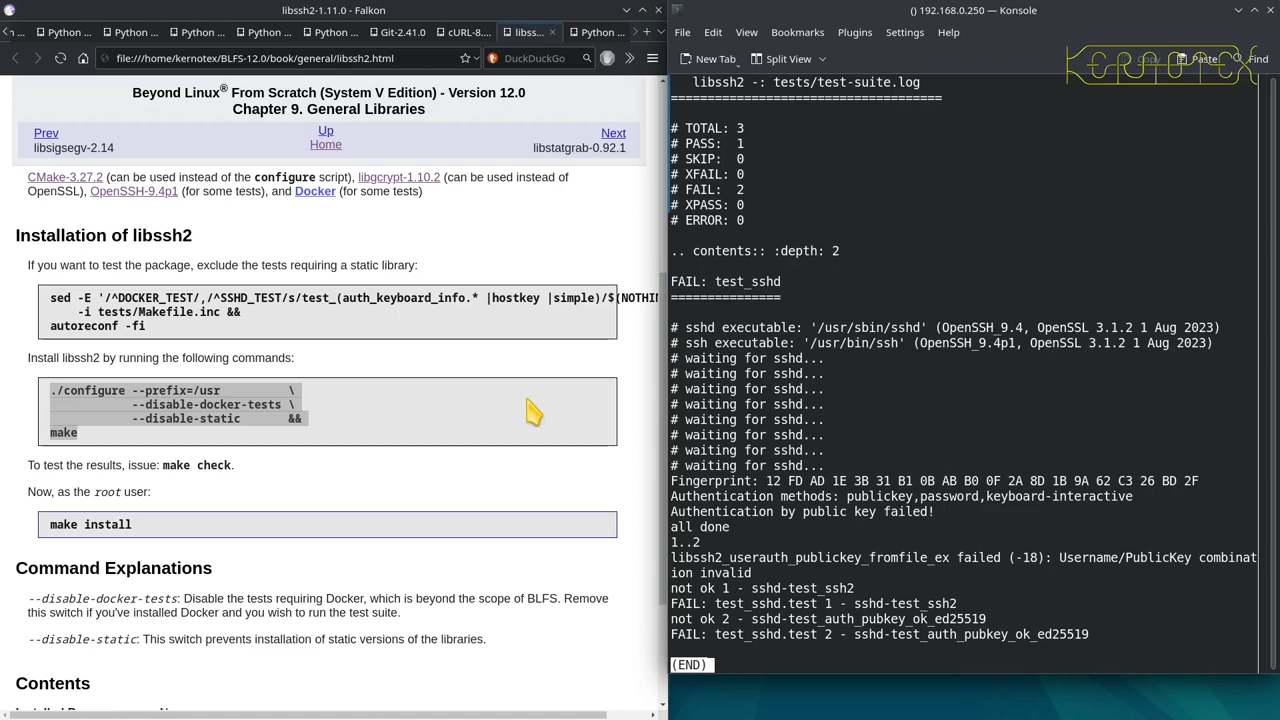 libssh2-1.11.0 — Falkon
Python ...
Python ...
Python ...
Python ...
Python ...
Git-2.41.0
cURL-8....
libss...
Python ...
file:///home/kernotex/BLFS-12.0/book/general/libssh2.html
DuckDuckGo
Beyond Linux® From Scratch (System V Edition) - Version 12.0
Chapter 9. General Libraries
Prev
Up
Next
libsigsegv-2.14
Home
libstatgrab-0.92.1
CMake-3.27.2 (can be used instead of the configure script), libgcrypt-1.10.2 (can be used instead of
OpenSSL), OpenSSH-9.4p1 (for some tests), and Docker (for some tests)
Installation of libssh2
If you want to test the package, exclude the tests requiring a static library:
sed -E '/^DOCKER_TEST/,/^SSHD_TEST/s/test_(auth_keyboard_info.* |hostkey |simple)/$(NOTHIN
-i tests/Makefile.inc &&
autoreconf -fi
Install libssh2 by running the following commands:
./configure --prefix=/usr \
--disable-docker-tests \
--disable-static &&
make
To test the results, issue: make check.
Now, as the root user:
make install
Command Explanations
--disable-docker-tests: Disable the tests requiring Docker, which is beyond the scope of BLFS. Remove
this switch if you've installed Docker and you wish to run the test suite.
--disable-static: This switch prevents installation of static versions of the libraries.
Contents
() 192.168.0.250 — Konsole
File Edit View Bookmarks Plugins Settings Help
New Tab
Split View
Copy
Paste
Find
KERNOTEX
libssh2 -: tests/test-suite.log
=====================================
# TOTAL: 3
# PASS: 1
# SKIP: 0
# XFAIL: 0
# FAIL: 2
# XPASS: 0
# ERROR: 0
.. contents:: :depth: 2
FAIL: test_sshd
===============
# sshd executable: '/usr/sbin/sshd' (OpenSSH_9.4, OpenSSL 3.1.2 1 Aug 2023)
# ssh executable: '/usr/bin/ssh' (OpenSSH_9.4p1, OpenSSL 3.1.2 1 Aug 2023)
# waiting for sshd...
# waiting for sshd...
# waiting for sshd...
# waiting for sshd...
# waiting for sshd...
# waiting for sshd...
# waiting for sshd...
# waiting for sshd...
Fingerprint: 12 FD AD 1E 3B 31 B1 0B AB B0 0F 2A 8D 1B 9A 62 C3 26 BD 2F
Authentication methods: publickey,password,keyboard-interactive
Authentication by public key failed!
all done
1..2
libssh2_userauth_publickey_fromfile_ex failed (-18): Username/PublicKey combinat
ion invalid
not ok 1 - sshd-test_ssh2
FAIL: test_sshd.test 1 - sshd-test_ssh2
not ok 2 - sshd-test_auth_pubkey_ok_ed25519
FAIL: test_sshd.test 2 - sshd-test_auth_pubkey_ok_ed25519
(END)